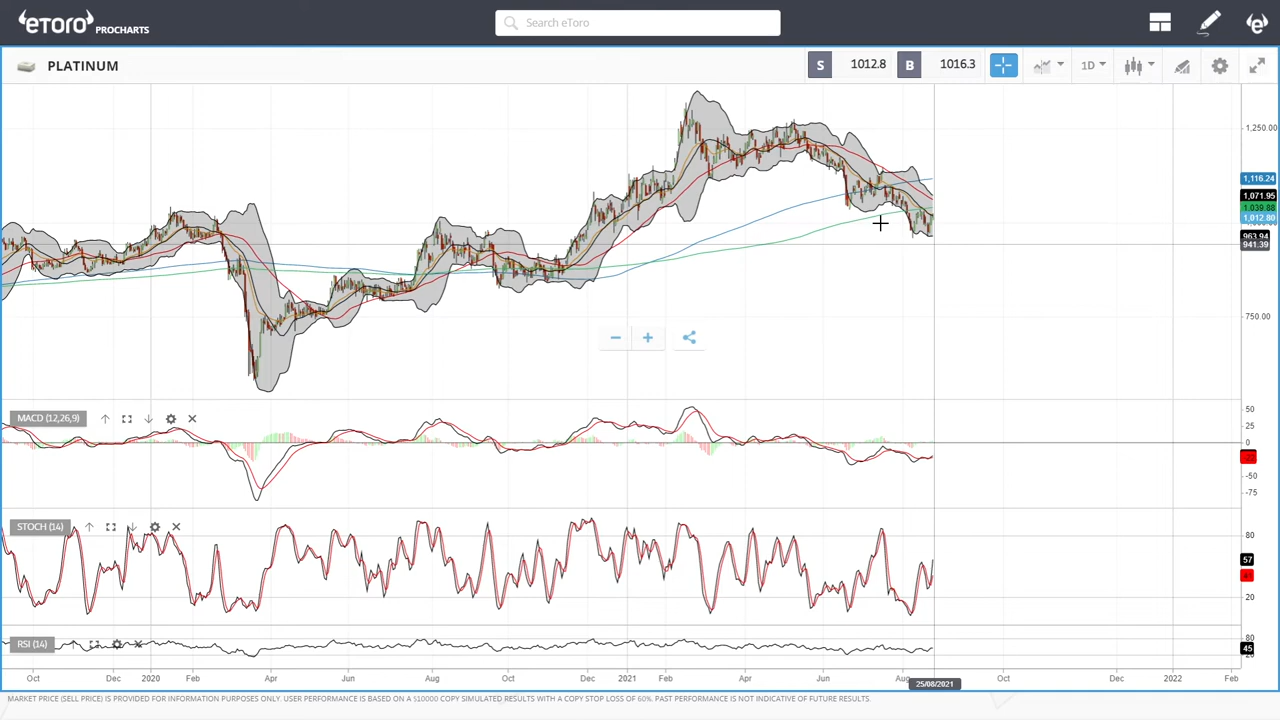 eToro PROCHARTS
Search eToro
PLATINUM
S 1012.8 B 1016.3 1D
1,250.00
1,116.24
1,071.95
1,039.88
1,012.80
963.94
941.39
750.00
MACD (12,26,9)
50
25
0
-50
-75
STOCH (14)
80
57
20
RSI (14)
80
45
Oct Dec 2020 Feb Apr Jun Aug Oct Dec 2021 Feb Apr Jun Aug Oct Dec 2022 Feb
25/08/2021
MARKET PRICE (SELL PRICE) IS PROVIDED FOR INFORMATION PURPOSES ONLY. USER PERFORMANCE IS BASED ON A $10000 COPY SIMULATED RESULTS WITH A COPY STOP LOSS OF 60%. PAST PERFORMANCE IS NOT INDICATIVE OF FUTURE RESULTS.